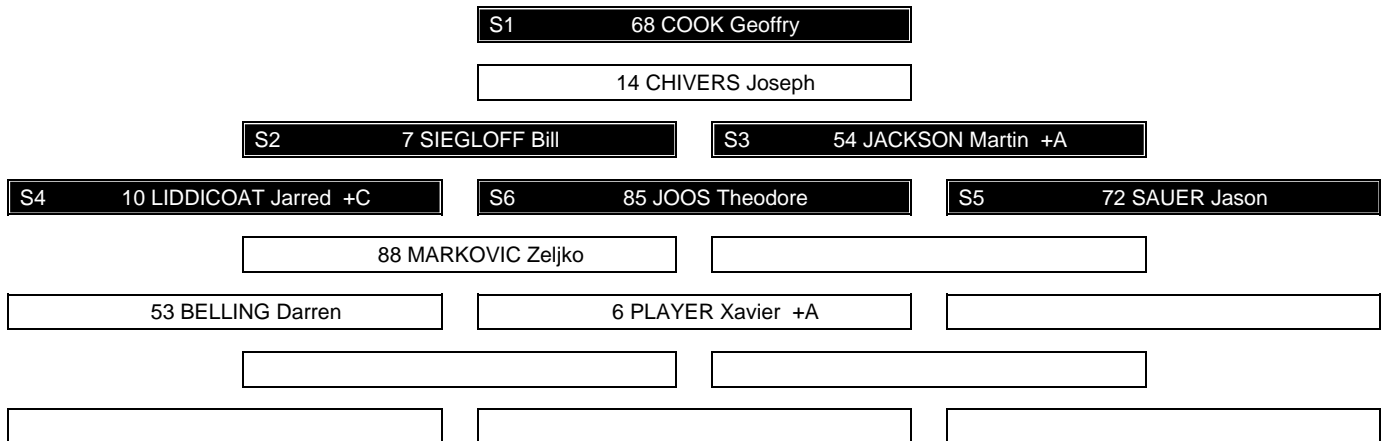 S1 68 COOK Geoffry
14 CHIVERS Joseph
S2 7 SIEGLOFF Bill S3 54 JACKSON Martin +A
S4 10 LIDDICOAT Jarred +C S6 85 JOOS Theodore S5 72 SAUER Jason
88 MARKOVIC Zeljko
53 BELLING Darren 6 PLAYER Xavier +A